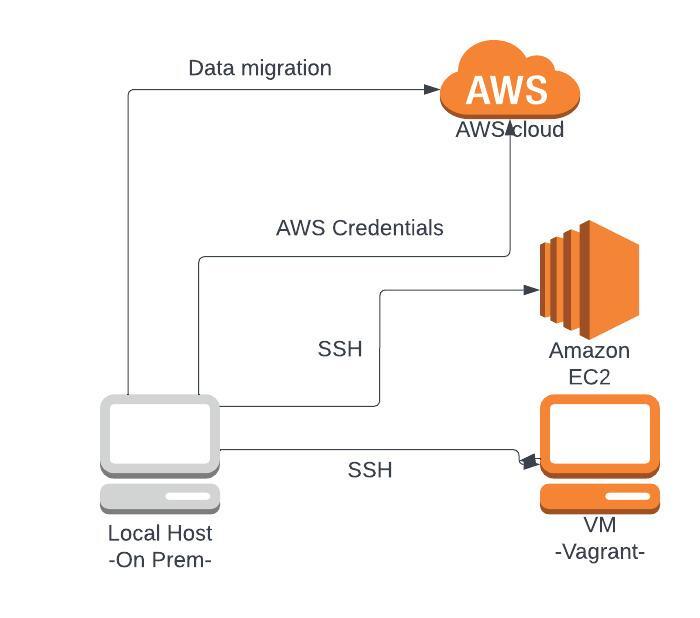 Data migration
AWS
AWS cloud
AWS Credentials
SSH
Amazon
EC2
SSH
Local Host
-On Prem-
VM
-Vagrant-